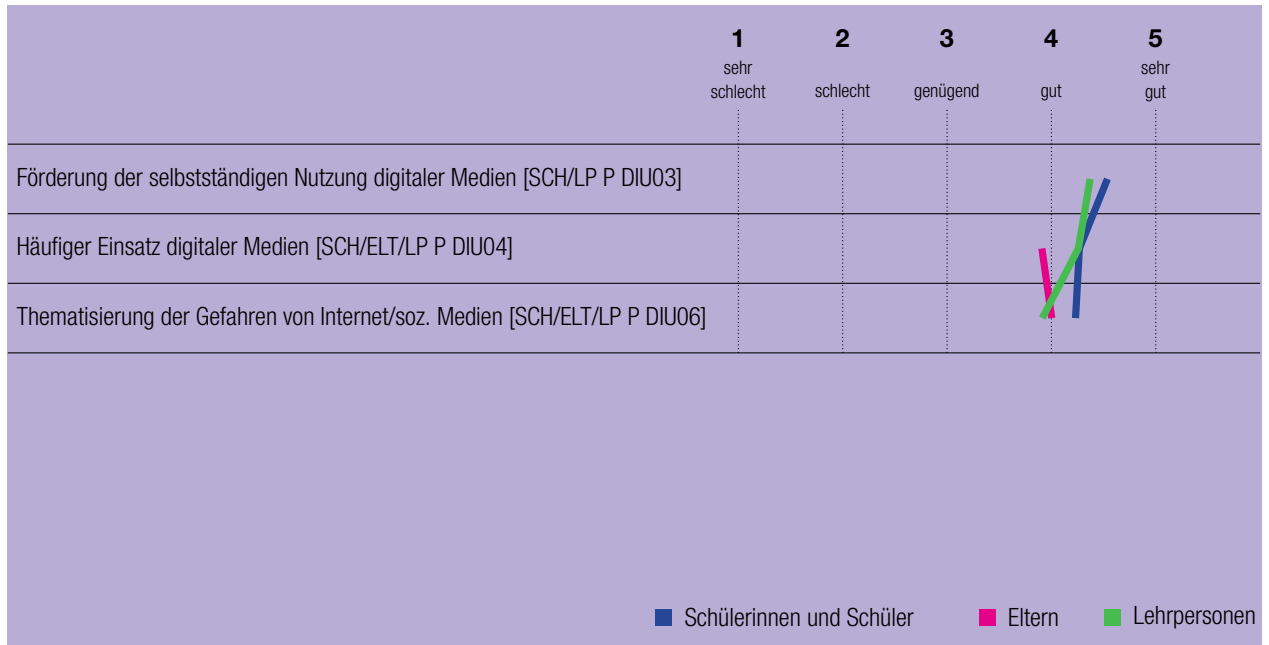 1 2 3 4 5
sehr schlecht schlecht genügend gut sehr gut
Förderung der selbstständigen Nutzung digitaler Medien [SCH/LP P DIU03]
Häufiger Einsatz digitaler Medien [SCH/ELT/LP P DIU04]
Thematisierung der Gefahren von Internet/soz. Medien [SCH/ELT/LP P DIU06]
Schülerinnen und Schüler Eltern Lehrpersonen